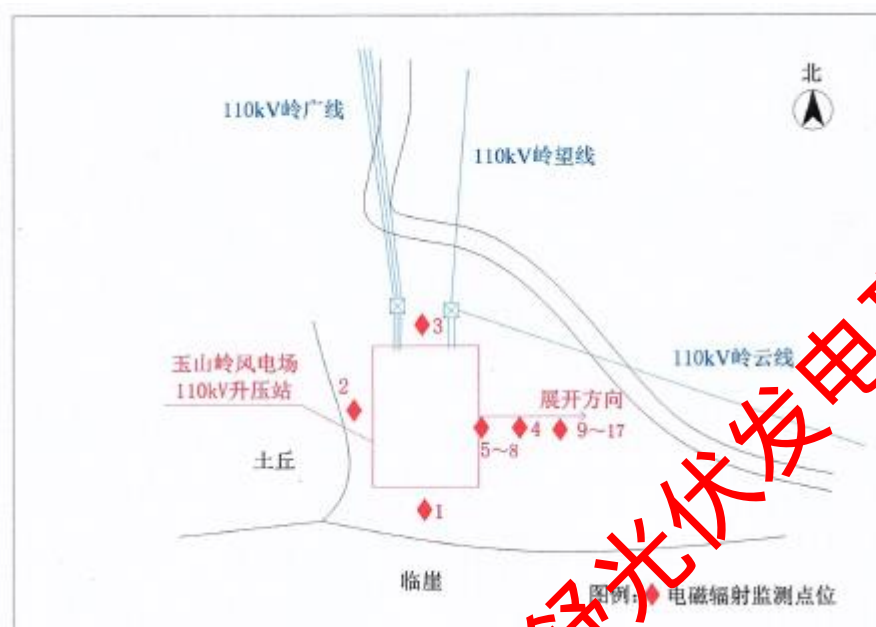 北
110kV岭广线
110kV岭望线
3
110kV岭云线
玉山岭风电场
110kV升压站
2
展开方向
5~8
4
9~17
土丘
1
临崖
图例:
电磁辐射监测点位
光伏发电